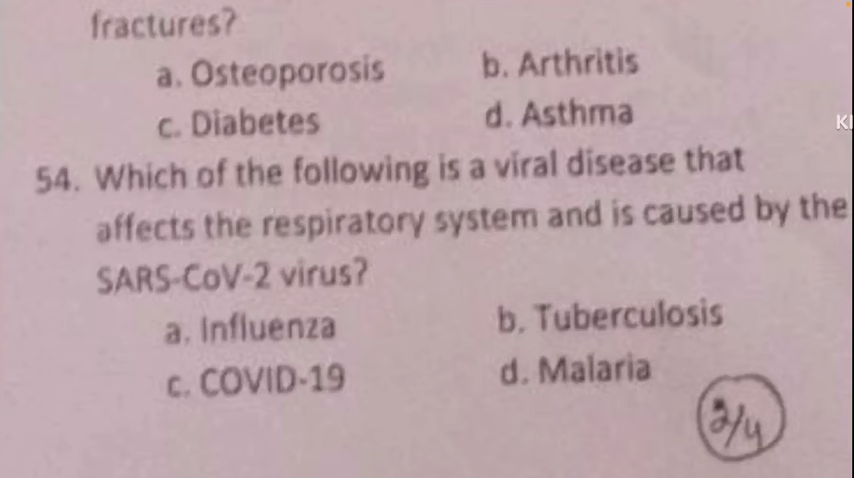 fractures?
a. Osteoporosis b. Arthritis
c. Diabetes d. Asthma
54. Which of the following is a viral disease that
affects the respiratory system and is caused by the
SARS-CoV-2 virus?
a. Influenza b. Tuberculosis
c. COVID-19 d. Malaria
2/4